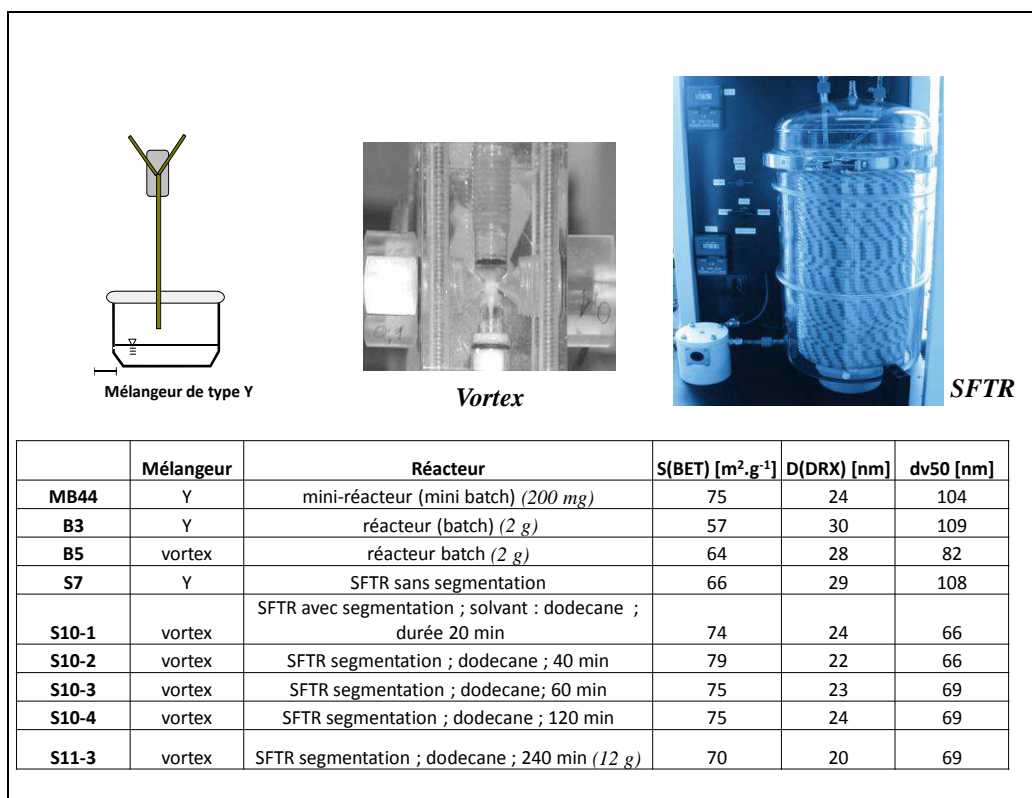 Mélangeur de type Y
Vortex
SFTR
Mélangeur Réacteur S(BET) [m².g⁻¹] D(DRX) [nm] dv50 [nm]
MB44 Y mini-réacteur (mini batch) (200 mg) 75 24 104
B3 Y réacteur (batch) (2 g) 57 30 109
B5 vortex réacteur batch (2 g) 64 28 82
S7 Y SFTR sans segmentation 66 29 108
SFTR avec segmentation ; solvant : dodecane ;
S10-1 vortex durée 20 min 74 24 66
S10-2 vortex SFTR segmentation ; dodecane ; 40 min 79 22 66
S10-3 vortex SFTR segmentation ; dodecane; 60 min 75 23 69
S10-4 vortex SFTR segmentation ; dodecane ; 120 min 75 24 69
S11-3 vortex SFTR segmentation ; dodecane ; 240 min (12 g) 70 20 69